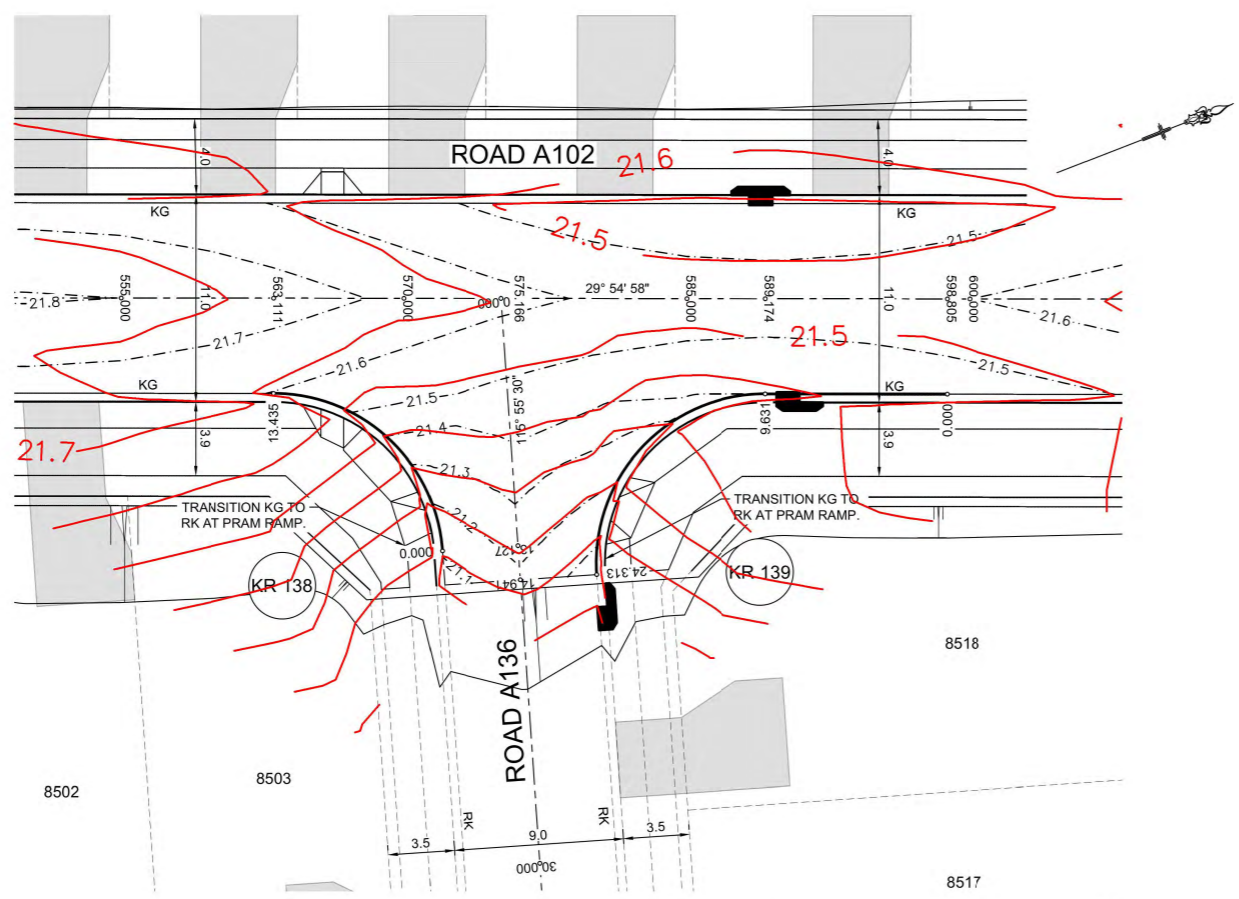 4.0
ROAD A102
21.6
4.0
KG
KG
21.5
21.5
21.8
555.000
11.0
563.111
570.000
0.000
575.166
29° 54' 58"
585.000
589.174
11.0
598.805
600.000
21.6
21.7
21.5
21.6
21.5
KG
KG
21.5
116° 55' 30"
13.435
21.4
9.631
0.000
3.9
3.9
21.7
21.3
TRANSITION KG TO
RK AT PRAM RAMP.
TRANSITION KG TO
RK AT PRAM RAMP.
21.2
0.000
13.127
21.1
14.941
24.313
KR 138
KR 139
ROAD A136
8518
8503
8502
RK
RK
3.5
9.0
3.5
30.000
8517